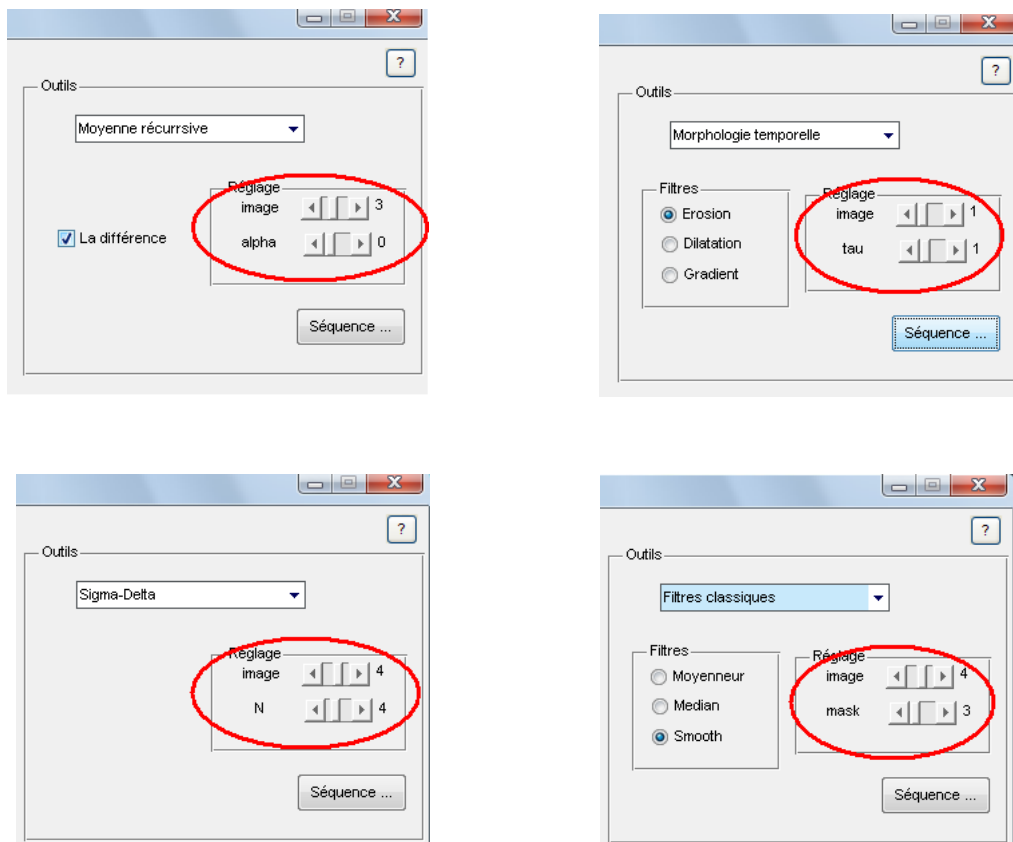 ?
Outils
Moyenne récurrsive
Réglage
image 3
La différence
alpha 0
Séquence ...
?
Outils
Morphologie temporelle
Filtres
Erosion
Dilatation
Gradient
Réglage
image 1
tau 1
Séquence ...
?
Outils
Sigma-Delta
Réglage
image 4
N 4
Séquence ...
?
Outils
Filtres classiques
Filtres
Moyenneur
Median
Smooth
Réglage
image 4
mask 3
Séquence ...